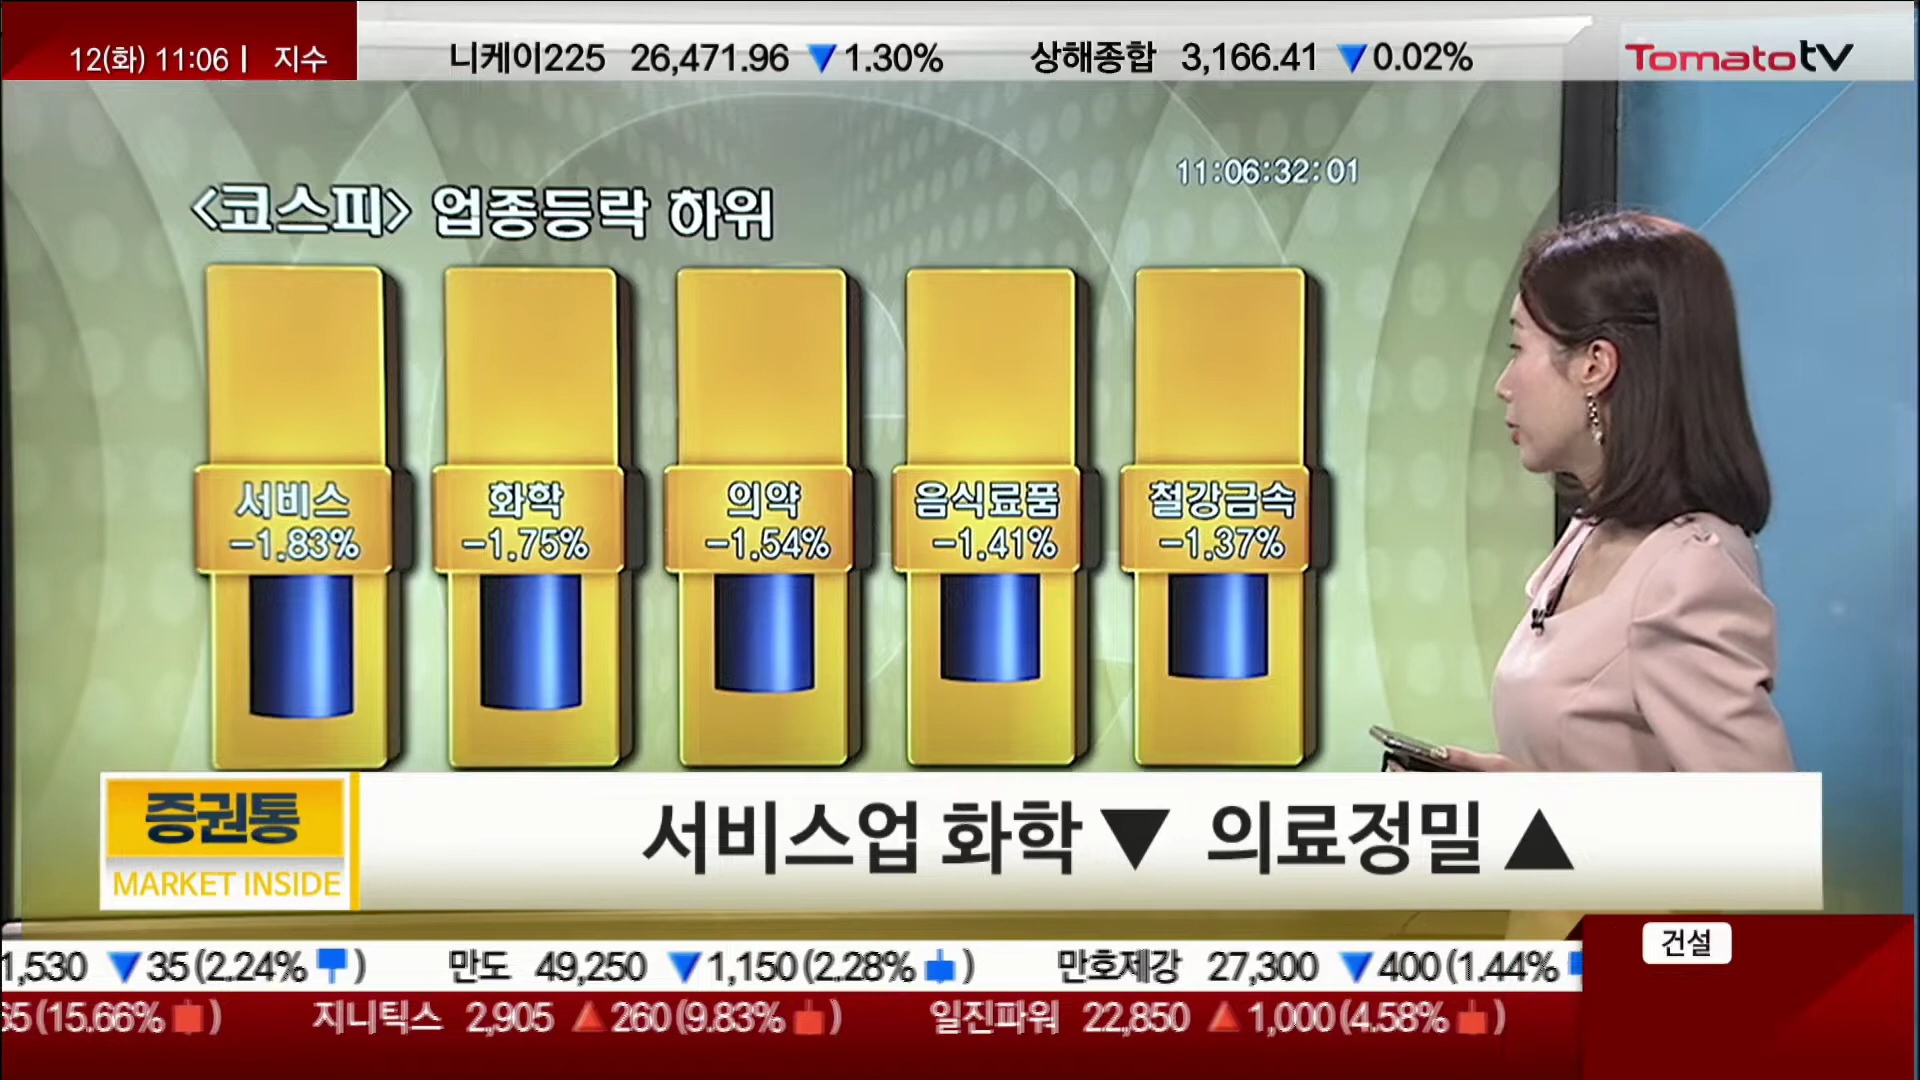 12(화) 11:06 | 지수
니케이225 26,471.96 ▼1.30% 상해종합 3,166.41 ▼0.02%
Tomatotv
11:06:32:01
<코스피> 업종등락 하위
서비스 -1.83%
화학 -1.75%
의약 -1.54%
음식료품 -1.41%
철강금속 -1.37%
증권통
MARKET INSIDE
서비스업 화학▼ 의료정밀▲
건설
1,530 ▼35(2.24%) 만도 49,250 ▼1,150(2.28%) 만호제강 27,300 ▼400(1.44%
65(15.66%) 지니틱스 2,905 ▲260(9.83%) 일진파워 22,850 ▲1,000(4.58%)